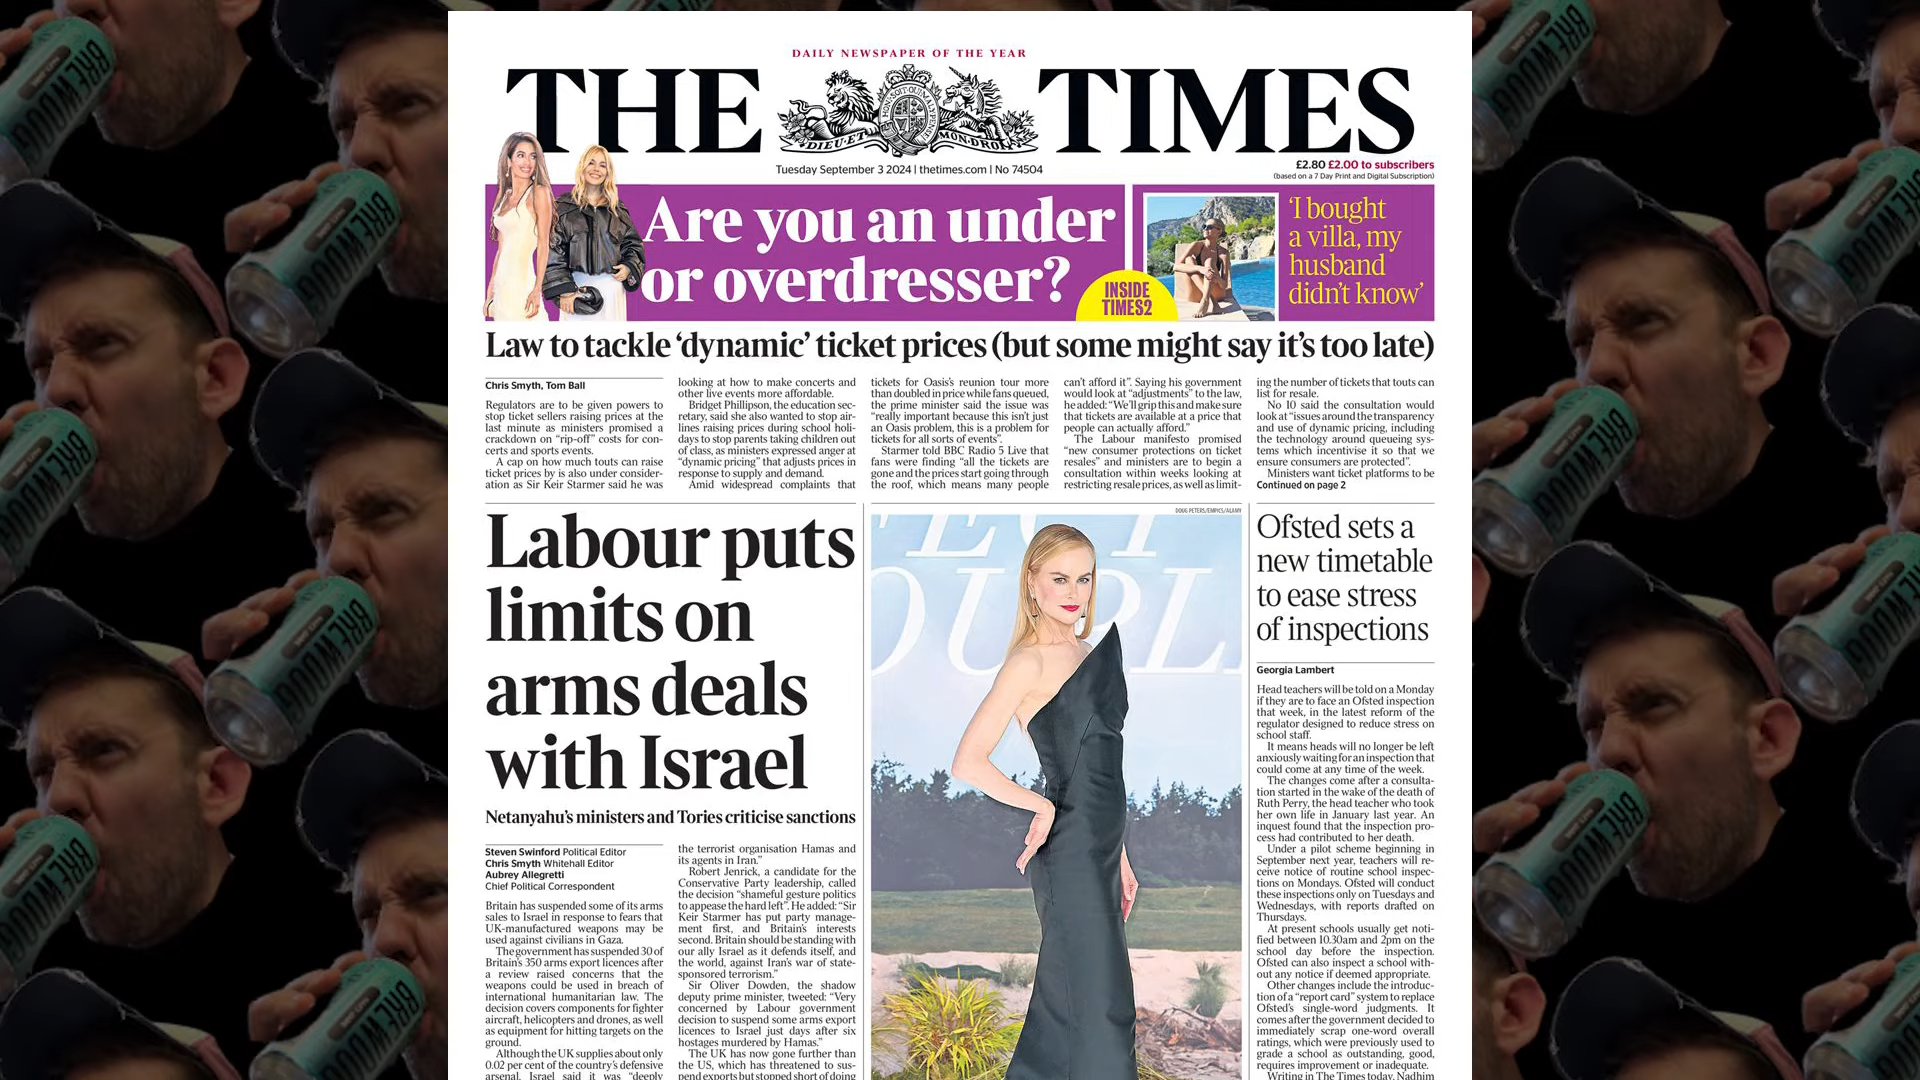 DAILY NEWSPAPER OF THE YEAR
THE TIMES
DIEU·ET MON·DROIT
Tuesday September 3 2024 | thetimes.com | No 74504
£2.80 £2.00 to subscribers
(based on a 7 Day Print and Digital Subscription)
Are you an under
or overdresser?
INSIDE
TIMES2
‘I bought
a villa, my
husband
didn’t know’
Law to tackle ‘dynamic’ ticket prices (but some might say it’s too late)
Chris Smyth, Tom Ball
Regulators are to be given powers to
stop ticket sellers raising prices at the
last minute as ministers promised a
crackdown on “rip-off” costs for con-
certs and sports events.
A cap on how much touts can raise
ticket prices by is also under consider-
ation as Sir Keir Starmer said he was
looking at how to make concerts and
other live events more affordable.
Bridget Phillipson, the education sec-
retary, said she also wanted to stop air-
lines raising prices during school holi-
days to stop parents taking children out
of class, as ministers expressed anger at
“dynamic pricing” that adjusts prices in
response to supply and demand.
Amid widespread complaints that
tickets for Oasis’s reunion tour more
than doubled in price while fans queued,
the prime minister said the issue was
“really important because this isn’t just
an Oasis problem, this is a problem for
tickets for all sorts of events”.
Starmer told BBC Radio 5 Live that
fans were finding “all the tickets are
gone and the prices start going through
the roof, which means many people
can’t afford it”. Saying his government
would look at “adjustments” to the law,
he added: “We’ll grip this and make sure
that tickets are available at a price that
people can actually afford.”
The Labour manifesto promised
“new consumer protections on ticket
resales” and ministers are to begin a
consultation within weeks looking at
restricting resale prices, as well as limit-
ing the number of tickets that touts can
list for resale.
No 10 said the consultation would
look at “issues around the transparency
and use of dynamic pricing, including
the technology around queueing sys-
tems which incentivise it so that we
ensure consumers are protected”.
Ministers want ticket platforms to be
Continued on page 2
Labour puts
limits on
arms deals
with Israel
Netanyahu’s ministers and Tories criticise sanctions
Steven Swinford Political Editor
Chris Smyth Whitehall Editor
Aubrey Allegretti
Chief Political Correspondent
Britain has suspended some of its arms
sales to Israel in response to fears that
UK-manufactured weapons may be
used against civilians in Gaza.
The government has suspended 30 of
Britain’s 350 arms export licences after
a review raised concerns that the
weapons could be used in breach of
international humanitarian law. The
decision covers components for fighter
aircraft, helicopters and drones, as well
as equipment for hitting targets on the
ground.
Although the UK supplies about only
0.02 per cent of the country’s defensive
arsenal, Israel said it was “deeply
the terrorist organisation Hamas and
its agents in Iran.”
Robert Jenrick, a candidate for the
Conservative Party leadership, called
the decision “shameful gesture politics
to appease the hard left”. He added: “Sir
Keir Starmer has put party manage-
ment first, and Britain’s interests
second. Britain should be standing with
our ally Israel as it defends itself, and
the world, against Iran’s war of state-
sponsored terrorism.”
Sir Oliver Dowden, the shadow
deputy prime minister, tweeted: “Very
concerned by Labour government
decision to suspend some arms export
licences to Israel just days after six
hostages murdered by Hamas.”
The UK has now gone further than
the US, which has threatened to sus-
pend exports but stopped short of doing
DOUG PETERS/EMPICS/ALAMY
Ofsted sets a
new timetable
to ease stress
of inspections
Georgia Lambert
Head teachers will be told on a Monday
if they are to face an Ofsted inspection
that week, in the latest reform of the
regulator designed to reduce stress on
school staff.
It means heads will no longer be left
anxiously waiting for an inspection that
could come at any time of the week.
The changes come after a consulta-
tion started in the wake of the death of
Ruth Perry, the head teacher who took
her own life in January last year. An
inquest found that the inspection pro-
cess had contributed to her death.
Under a pilot scheme beginning in
September next year, teachers will re-
ceive notice of routine school inspec-
tions on Mondays. Ofsted will conduct
these inspections only on Tuesdays and
Wednesdays, with reports drafted on
Thursdays.
At present schools usually get noti-
fied between 10.30am and 2pm on the
school day before the inspection.
Ofsted can also inspect a school with-
out any notice if deemed appropriate.
Other changes include the introduc-
tion of a “report card” system to replace
Ofsted’s single-word judgments. It
comes after the government decided to
immediately scrap one-word overall
ratings, which were previously used to
grade a school as outstanding, good,
requires improvement or inadequate.
Writing in The Times today, Nadhim
BREWDOG